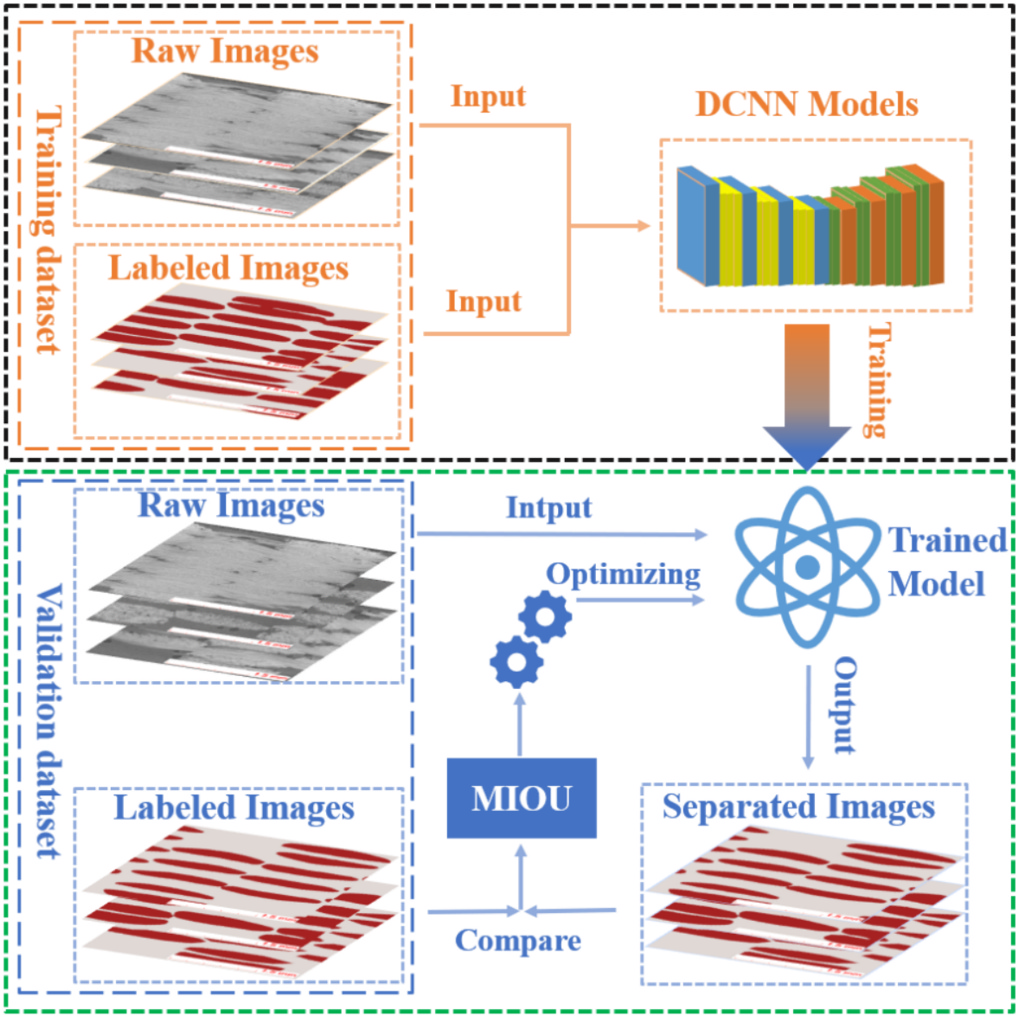 Raw Images
Training dataset
Input
DCNN Models
Labeled Images
Input
Training
Raw Images
Validation dataset
Intput
Optimizing
Trained
Model
Output
MIOU
Labeled Images
Separated Images
Compare